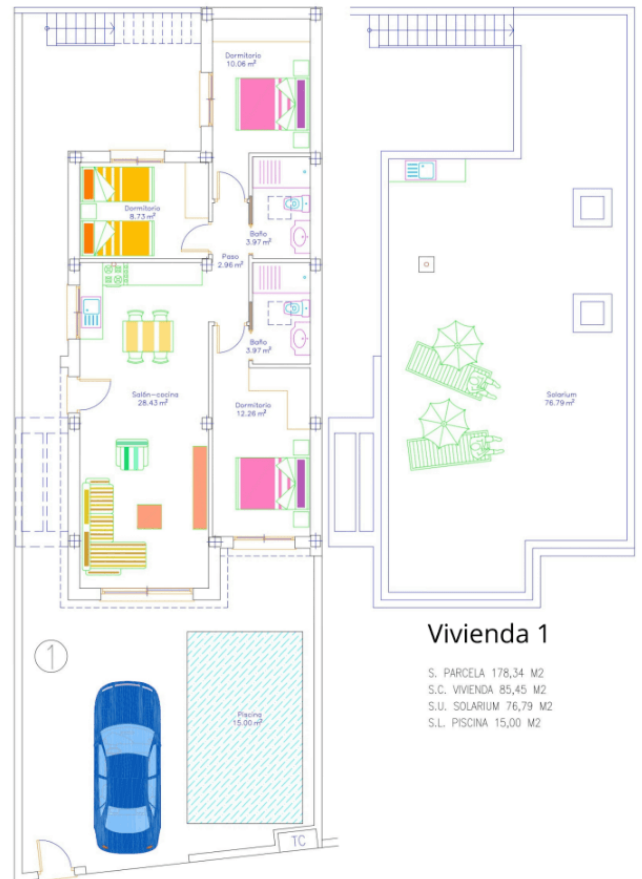 Dormitorio
10.06 m²
Dormitorio
8.73 m²
Baño
3.97 m²
Paso
2.96 m²
Baño
3.97 m²
Salón-cocina
28.43 m²
Dormitorio
12.26 m²
Solarium
76.79 m²
1
Piscina
15.00 m²
TC
Vivienda 1
S. PARCELA 178,34 M2
S.C. VIVIENDA 85,45 M2
S.U. SOLARIUM 76,79 M2
S.L. PISCINA 15,00 M2